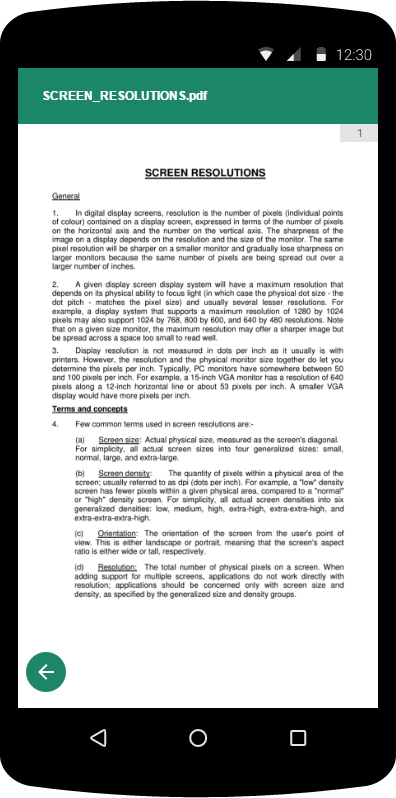 12:30
SCREEN_RESOLUTIONS.pdf
1
SCREEN RESOLUTIONS
General
1. In digital display screens, resolution is the number of pixels (individual points
of colour) contained on a display screen, expressed in terms of the number of pixels
on the horizontal axis and the number on the vertical axis. The sharpness of the
image on a display depends on the resolution and the size of the monitor. The same
pixel resolution will be sharper on a smaller monitor and gradually lose sharpness on
larger monitors because the same number of pixels are being spread out over a
larger number of inches.
2. A given display screen display system will have a maximum resolution that
depends on its physical ability to focus light (in which case the physical dot size - the
dot pitch - matches the pixel size) and usually several lesser resolutions. For
example, a display system that supports a maximum resolution of 1280 by 1024
pixels may also support 1024 by 768, 800 by 600, and 640 by 480 resolutions. Note
that on a given size monitor, the maximum resolution may offer a sharper image but
be spread across a space too small to read well.
3. Display resolution is not measured in dots per inch as it usually is with
printers. However, the resolution and the physical monitor size together do let you
determine the pixels per inch. Typically, PC monitors have somewhere between 50
and 100 pixels per inch. For example, a 15-inch VGA monitor has a resolution of 640
pixels along a 12-inch horizontal line or about 53 pixels per inch. A smaller VGA
display would have more pixels per inch.
Terms and concepts
4. Few common terms used in screen resolutions are:-
(a) Screen size: Actual physical size, measured as the screen's diagonal.
For simplicity, all actual screen sizes into four generalized sizes: small,
normal, large, and extra-large.
(b) Screen density: The quantity of pixels within a physical area of the
screen; usually referred to as dpi (dots per inch). For example, a "low" density
screen has fewer pixels within a given physical area, compared to a "normal"
or "high" density screen. For simplicity, all actual screen densities into six
generalized densities: low, medium, high, extra-high, extra-extra-high, and
extra-extra-extra-high.
(c) Orientation: The orientation of the screen from the user's point of
view. This is either landscape or portrait, meaning that the screen's aspect
ratio is either wide or tall, respectively.
(d) Resolution: The total number of physical pixels on a screen. When
adding support for multiple screens, applications do not work directly with
resolution; applications should be concerned only with screen size and
density, as specified by the generalized size and density groups.